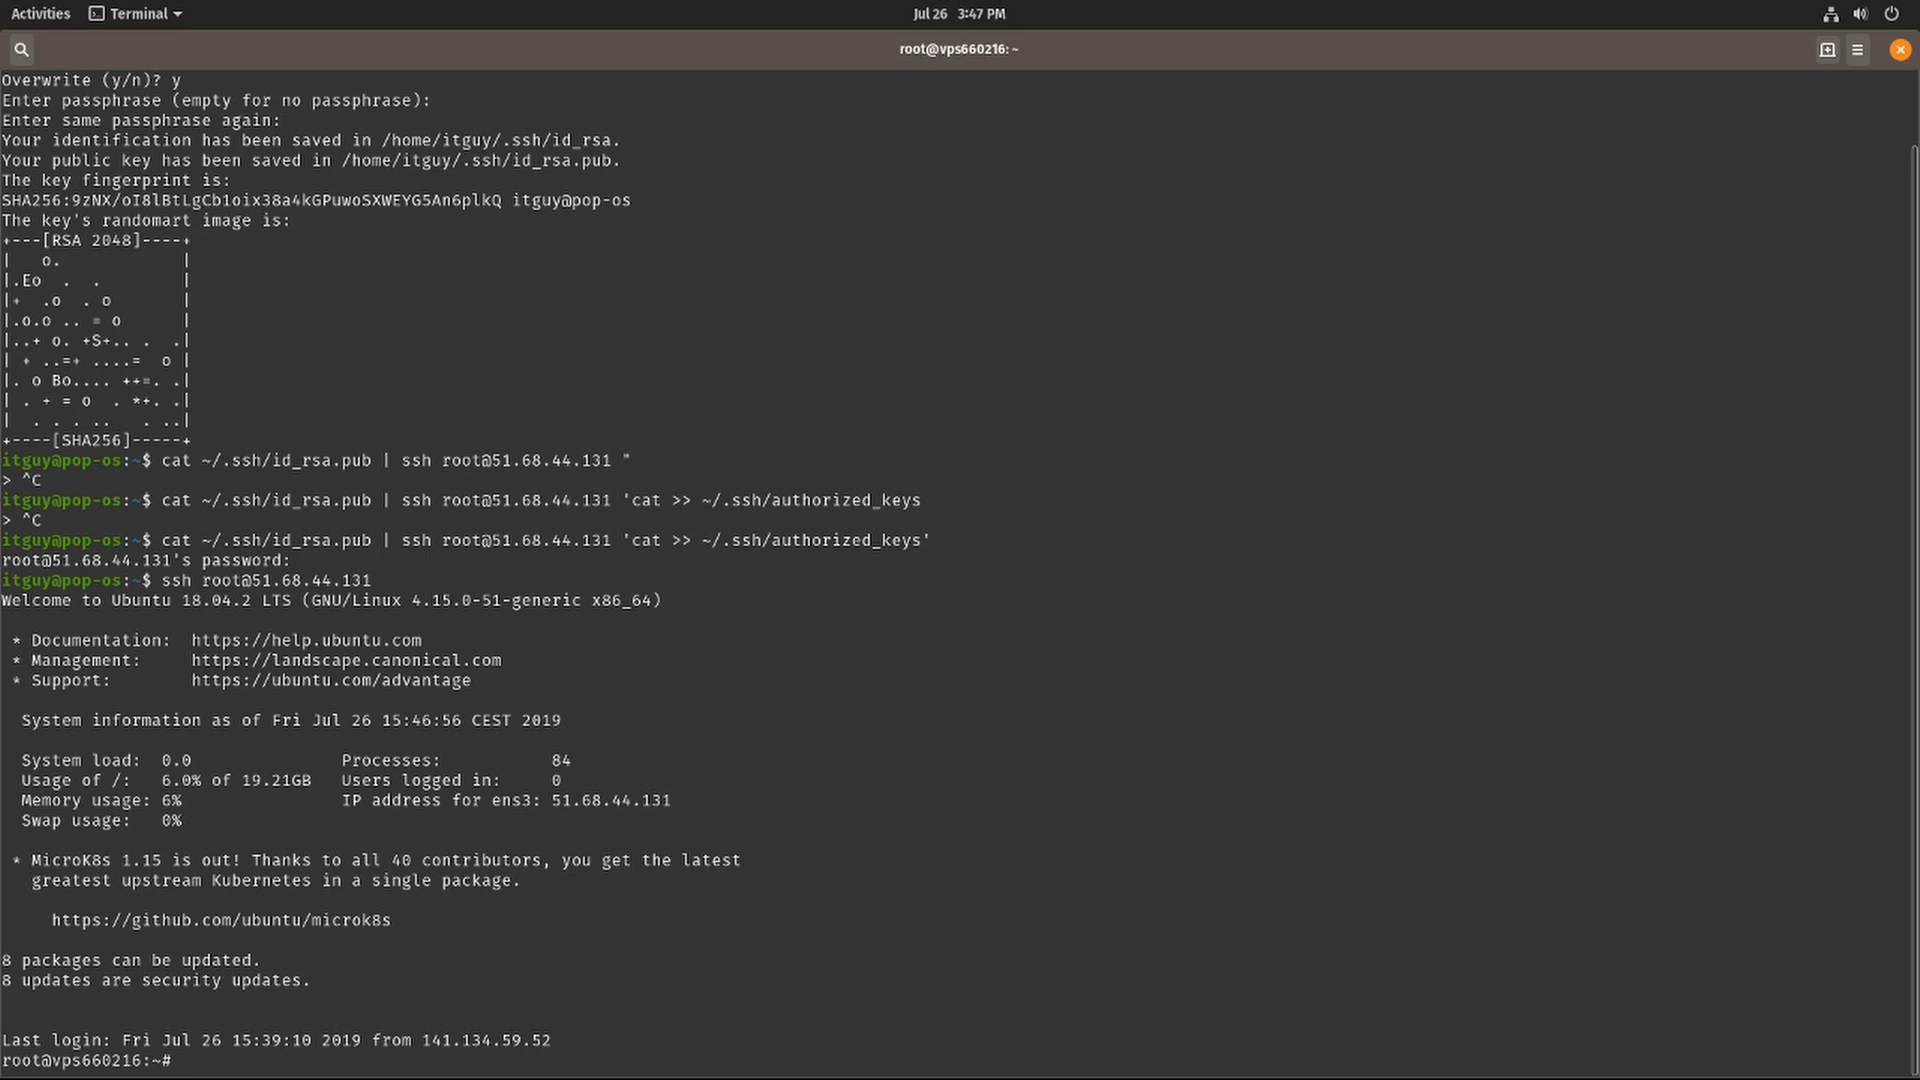 Activities Terminal Jul 26 3:47 PM
root@vps660216: ~
Overwrite (y/n)? y
Enter passphrase (empty for no passphrase):
Enter same passphrase again:
Your identification has been saved in /home/itguy/.ssh/id_rsa.
Your public key has been saved in /home/itguy/.ssh/id_rsa.pub.
The key fingerprint is:
SHA256:9zNX/oI8lBtLgCb1oix38a4kGPuwoSXWEYG5An6plkQ itguy@pop-os
The key's randomart image is:
+---[RSA 2048]----+
|   o.            |
|.Eo  .  .        |
|+  .o  . o       |
|.o.o .. = o      |
|..+ o. +S+.. .  .|
| + ..=+ ....=  o |
|. o Bo.... ++=. .|
| . + = o  . *+. .|
|  . . . ..   . ..|
+----[SHA256]-----+
itguy@pop-os:~$ cat ~/.ssh/id_rsa.pub | ssh root@51.68.44.131 "
> ^C
itguy@pop-os:~$ cat ~/.ssh/id_rsa.pub | ssh root@51.68.44.131 'cat >> ~/.ssh/authorized_keys
> ^C
itguy@pop-os:~$ cat ~/.ssh/id_rsa.pub | ssh root@51.68.44.131 'cat >> ~/.ssh/authorized_keys'
root@51.68.44.131's password:
itguy@pop-os:~$ ssh root@51.68.44.131
Welcome to Ubuntu 18.04.2 LTS (GNU/Linux 4.15.0-51-generic x86_64)
* Documentation:  https://help.ubuntu.com
* Management:     https://landscape.canonical.com
* Support:        https://ubuntu.com/advantage
System information as of Fri Jul 26 15:46:56 CEST 2019
System load:  0.0               Processes:           84
Usage of /:   6.0% of 19.21GB   Users logged in:     0
Memory usage: 6%                IP address for ens3: 51.68.44.131
Swap usage:   0%
* MicroK8s 1.15 is out! Thanks to all 40 contributors, you get the latest
greatest upstream Kubernetes in a single package.
https://github.com/ubuntu/microk8s
8 packages can be updated.
8 updates are security updates.
Last login: Fri Jul 26 15:39:10 2019 from 141.134.59.52
root@vps660216:~#